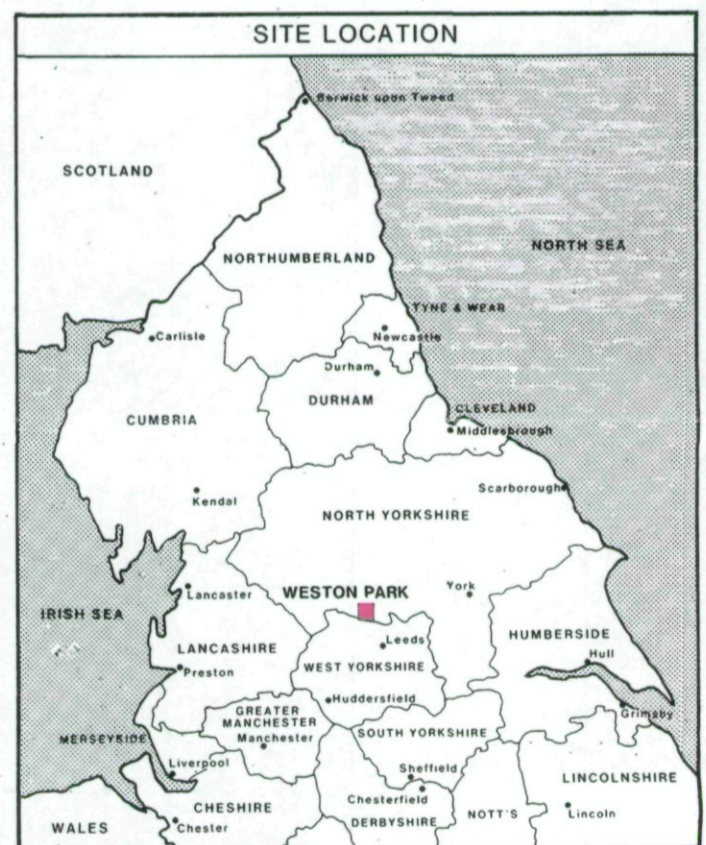 SITE LOCATION
Berwick upon Tweed
SCOTLAND
NORTH SEA
NORTHUMBERLAND
TYNE & WEAR
Carlisle
Newcastle
Durham
DURHAM
CLEVELAND
CUMBRIA
Middlesbrough
Scarborough
Kendal
NORTH YORKSHIRE
York
WESTON PARK
Lancaster
IRISH SEA
HUMBERSIDE
Leeds
LANCASHIRE
Hull
WEST YORKSHIRE
Preston
Huddersfield
GREATER
MANCHESTER
Grimsby
SOUTH YORKSHIRE
MERSEYSIDE
Manchester
Liverpool
Sheffield
LINCOLNSHIRE
Chesterfield
CHESHIRE
NOTT'S
Lincoln
DERBYSHIRE
WALES
Chester